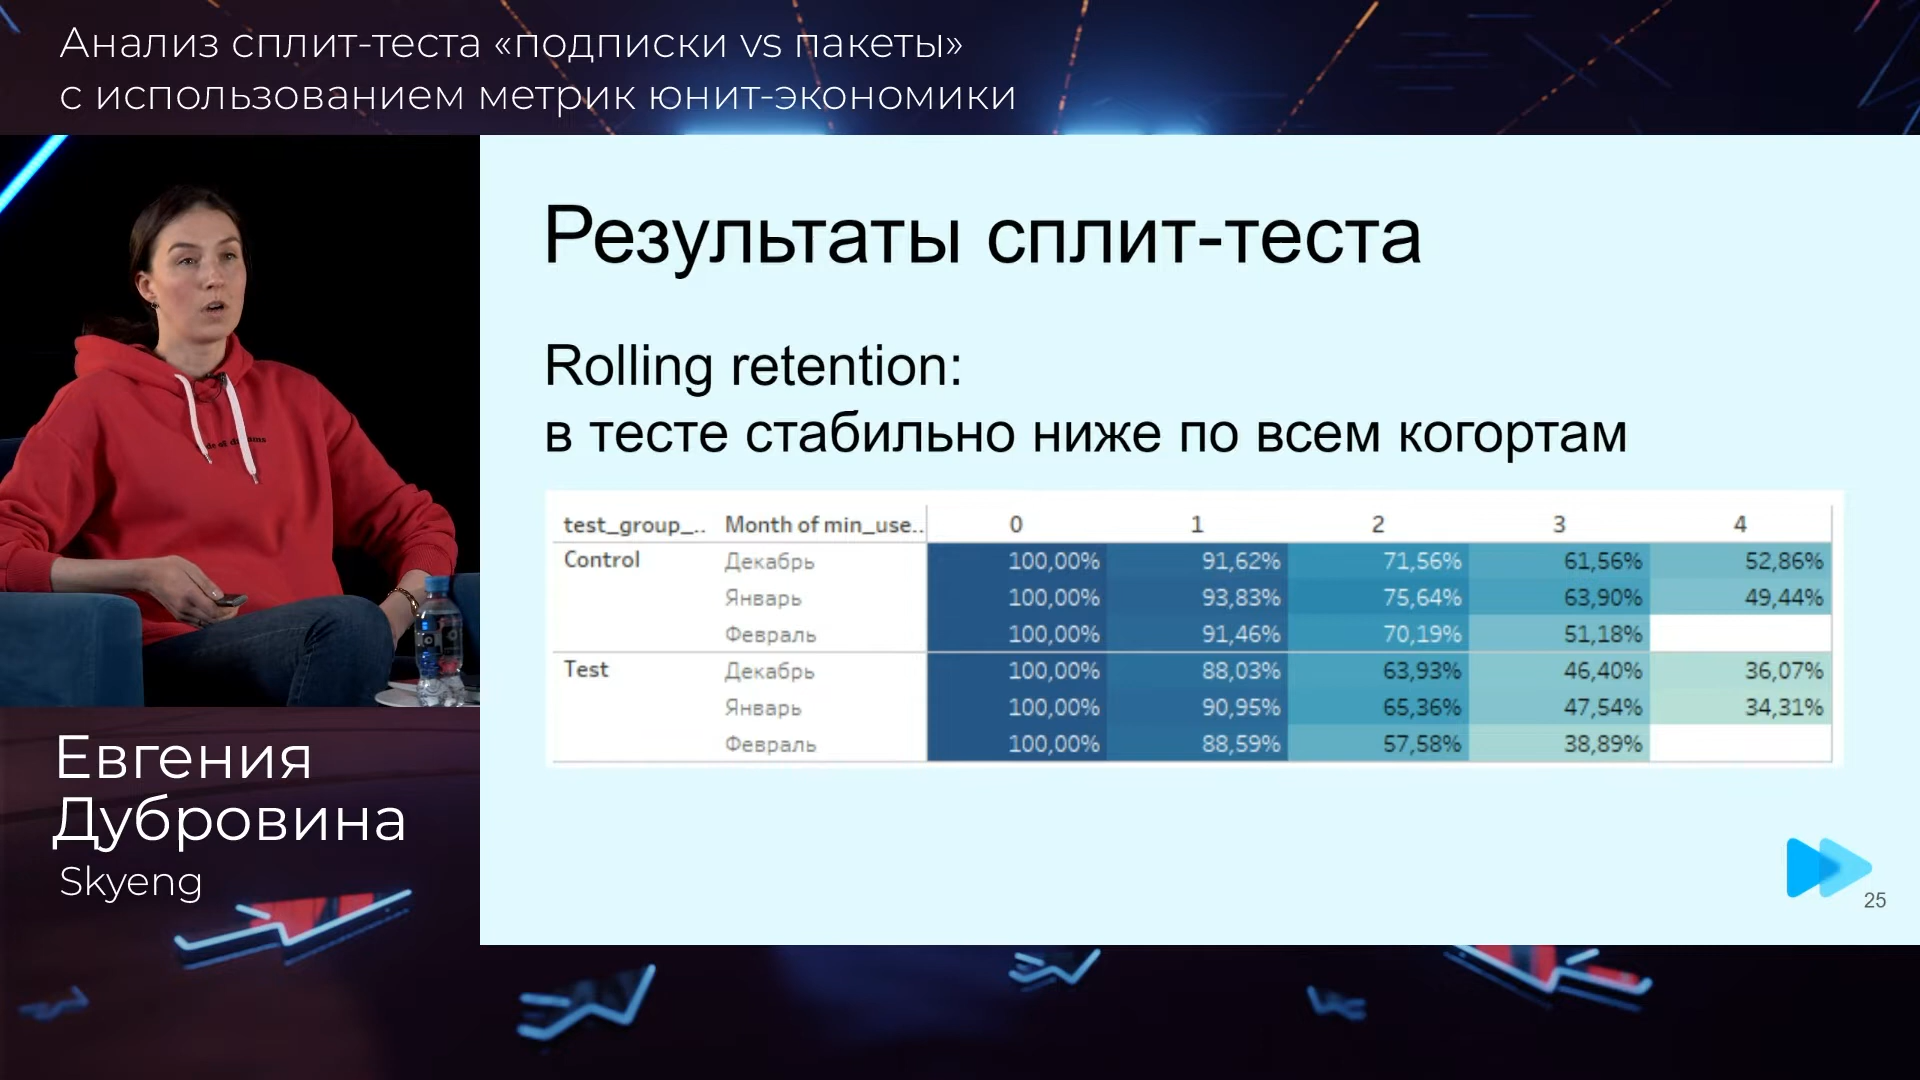 Анализ сплит-теста «подписки vs пакеты»
с использованием метрик юнит-экономики
Результаты сплит-теста
Rolling retention:
в тесте стабильно ниже по всем когортам
test_group_.. Month of min_use.. 0 1 2 3 4
Control Декабрь 100,00% 91,62% 71,56% 61,56% 52,86%
Январь 100,00% 93,83% 75,64% 63,90% 49,44%
Февраль 100,00% 91,46% 70,19% 51,18%
Test Декабрь 100,00% 88,03% 63,93% 46,40% 36,07%
Январь 100,00% 90,95% 65,36% 47,54% 34,31%
Февраль 100,00% 88,59% 57,58% 38,89%
25
Евгения
Дубровина
Skyeng